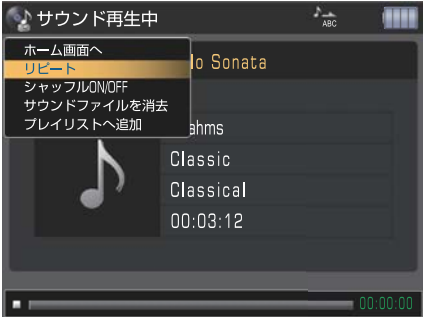 サウンド再生中
ABC
ホーム画面へ
リピート
シャッフルON/OFF
サウンドファイルを消去
プレイリストへ追加
lo Sonata
ahms
Classic
Classical
00:03:12
00:00:00